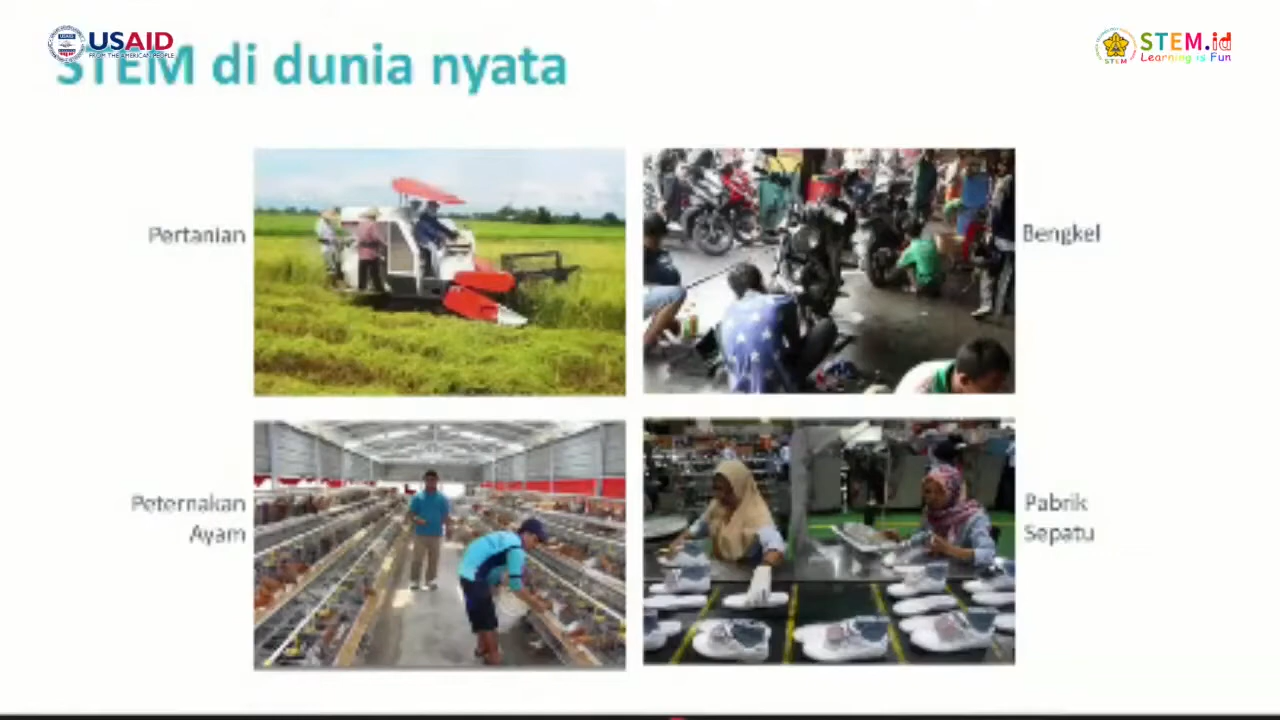 USAID
FROM THE AMERICAN PEOPLE
STEM di dunia nyata
STEM
STEM.id
Learning is Fun
Pertanian
Bengkel
Peternakan
Ayam
Pabrik
Sepatu